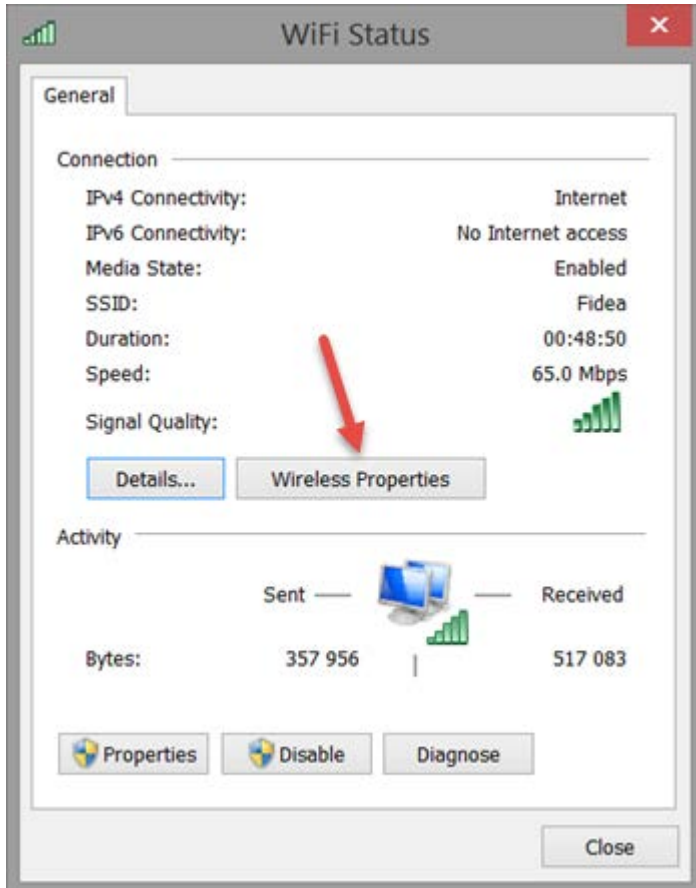 WiFi Status
General
Connection
IPv4 Connectivity: Internet
IPv6 Connectivity: No Internet access
Media State: Enabled
SSID: Fidea
Duration: 00:48:50
Speed: 65.0 Mbps
Signal Quality:
Details... Wireless Properties
Activity
Sent Received
Bytes: 357 956 517 083
Properties Disable Diagnose
Close